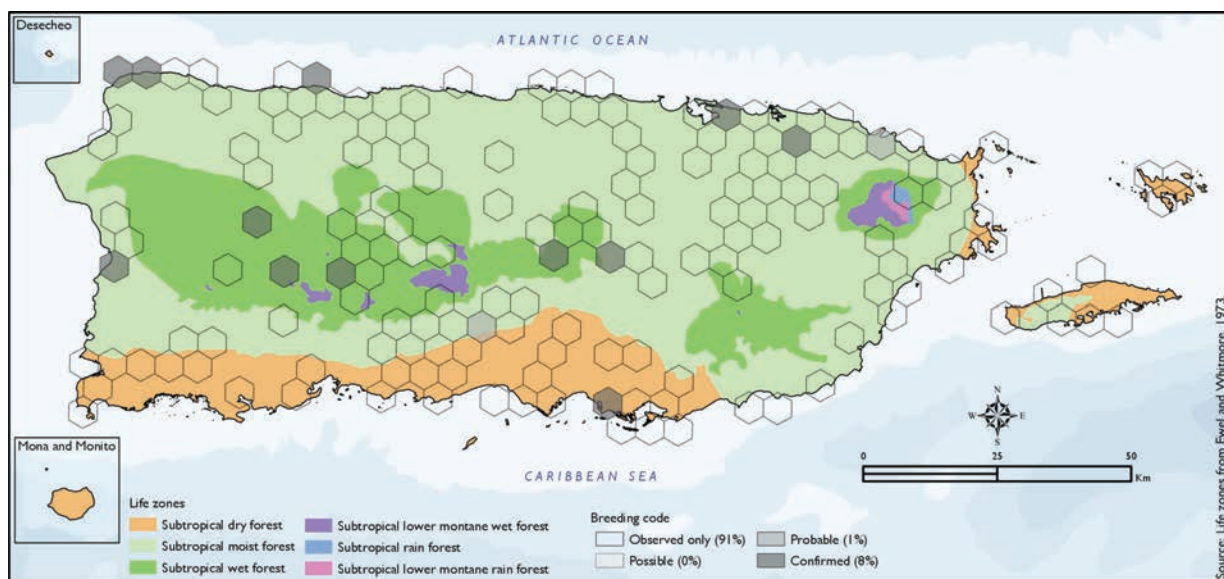 Desecheo
ATLANTIC OCEAN
Mona and Monito
CARIBBEAN SEA
N
W E
S
0 25 50
Km
Life zones
Subtropical dry forest
Subtropical moist forest
Subtropical wet forest
Subtropical lower montane wet forest
Subtropical rain forest
Subtropical lower montane rain forest
Breeding code
Observed only (91%)
Possible (0%)
Probable (1%)
Confirmed (8%)
Source: Life zones from Ewel and Whitmore 1973.